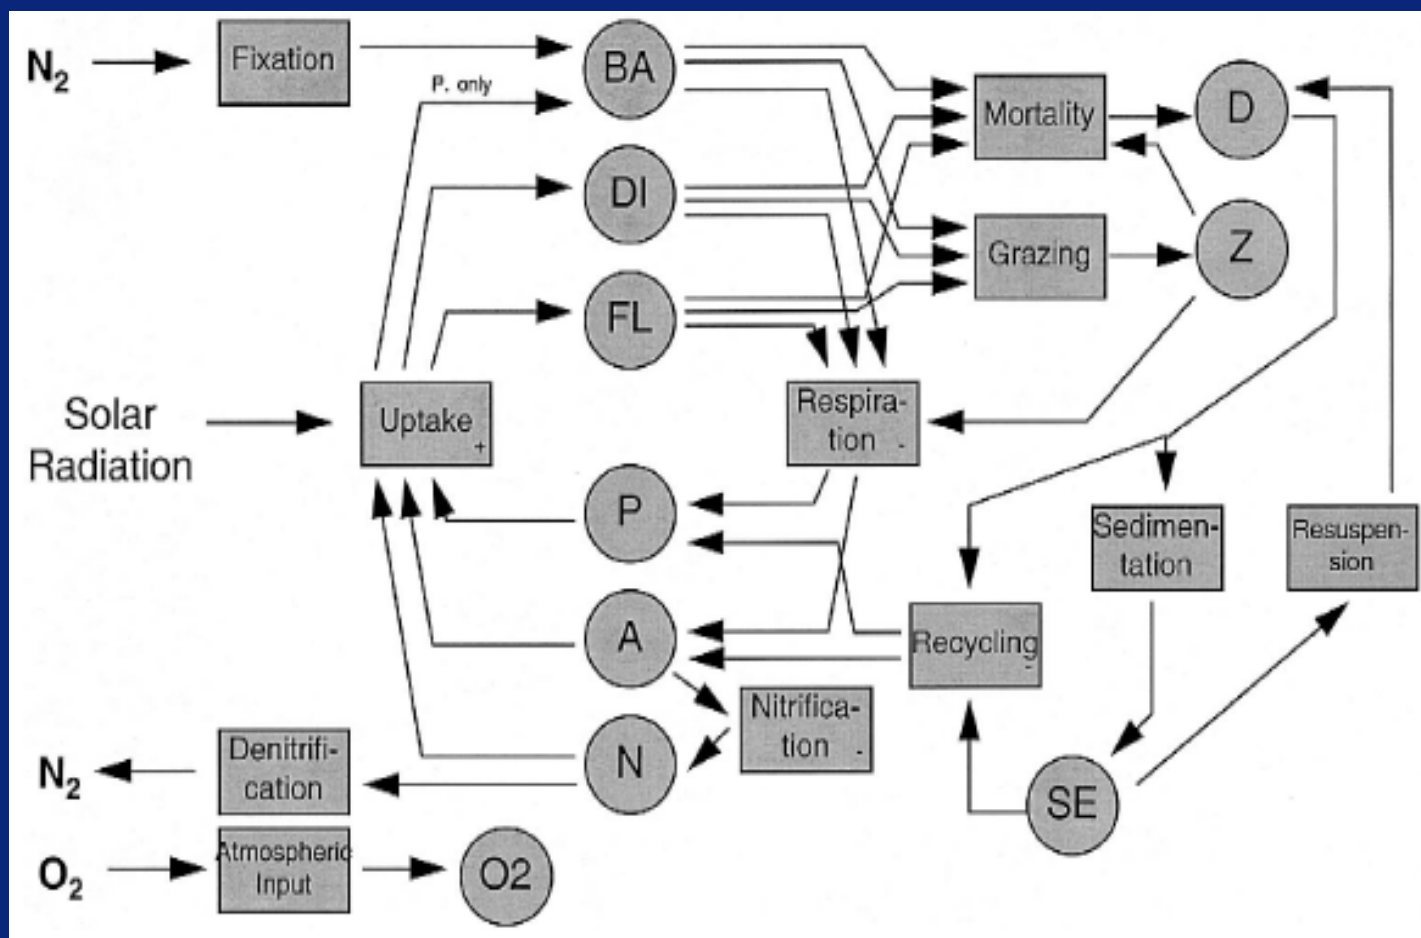 N2
Fixation
P. only
BA
Mortality
D
DI
Grazing
Z
FL
Solar
Radiation
Uptake
+
Respira-
tion -
P
Sedimen-
tation
Resuspen-
sion
A
Recycling
-
Nitrifica-
tion -
N2
Denitrifi-
cation
N
SE
O2
Atmospheric
Input
O2